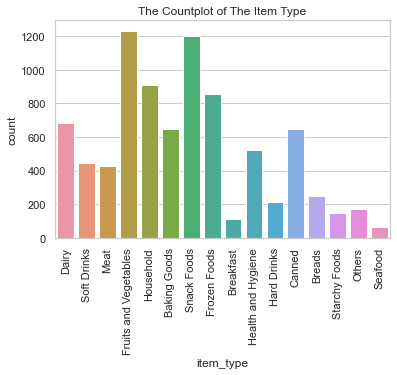 The Countplot of The Item Type
count
1200
1000
800
600
400
200
0
Dairy
Soft Drinks
Meat
Fruits and Vegetables
Household
Baking Goods
Snack Foods
Frozen Foods
Breakfast
Health and Hygiene
Hard Drinks
Canned
Breads
Starchy Foods
Others
Seafood
item_type